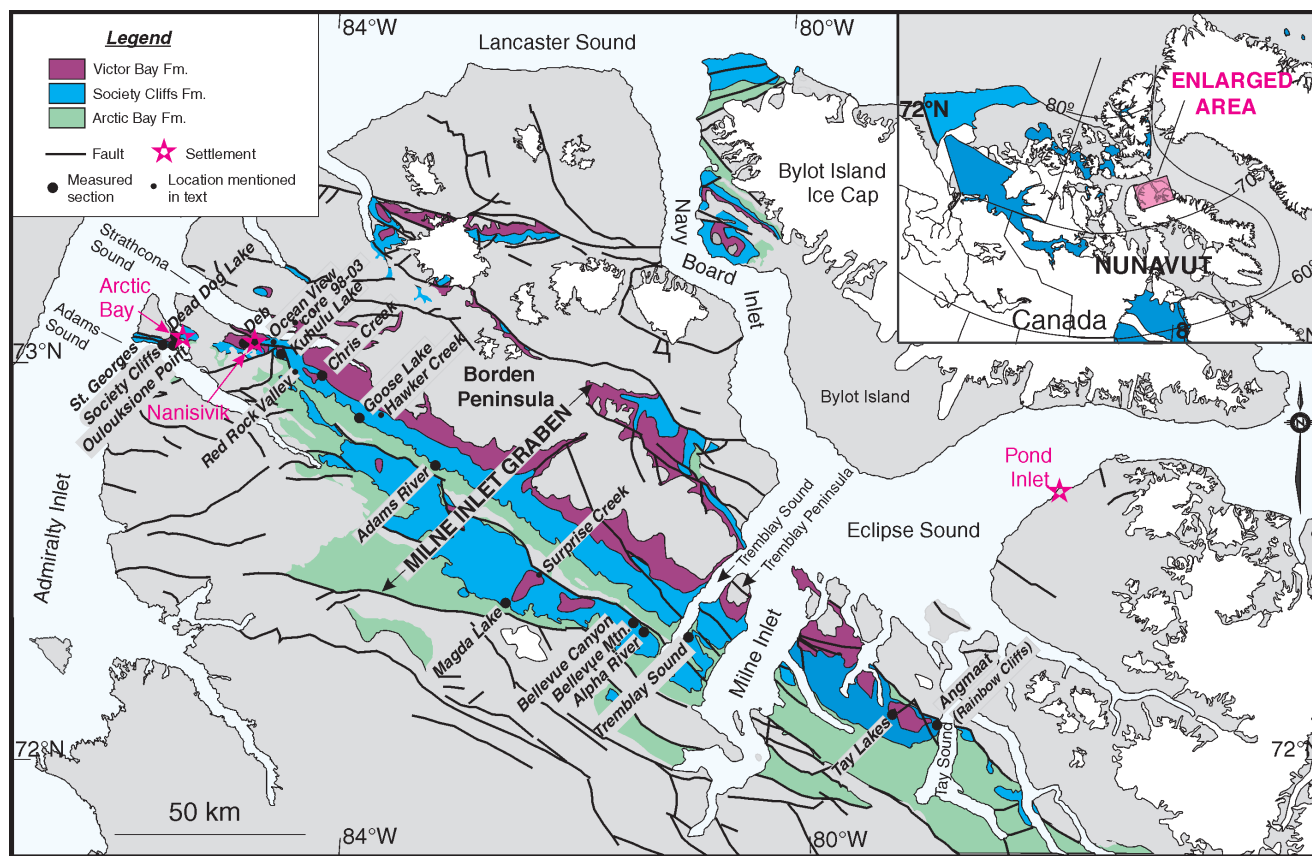 Legend
Victor Bay Fm.
Society Cliffs Fm.
Arctic Bay Fm.
Fault
Settlement
Measured
section
Location mentioned
in text
84°W
Lancaster Sound
80°W
72°N
80°
ENLARGED
AREA
70°
NUNAVUT
60°
Canada
Bylot Island
Ice Cap
Navy
Board
Inlet
Strathcona
Sound
Adams
Sound
Arctic
Bay
Dead Dog Lake
Deb
Ocean View
core 98-03
Kuhulu Lake
Chris Creek
Goose Lake
Hawker Creek
73°N
St. Georges
Society Cliffs
Ouluksione Point
Nanisivik
Red Rock Valley
Borden
Peninsula
Bylot Island
N
Pond
Inlet
Admiralty Inlet
Adams River
MILNE INLET GRABEN
Surprise Creek
Tremblay Sound
Tremblay Peninsula
Eclipse Sound
Magda Lake
Bellevue Canyon
Bellevue Mtn.
Alpha River
Tremblay Sound
Milne Inlet
Tay Lakes
Angmaat
(Rainbow Cliffs)
Tay Sound
72°N
72°N
50 km
84°W
80°W